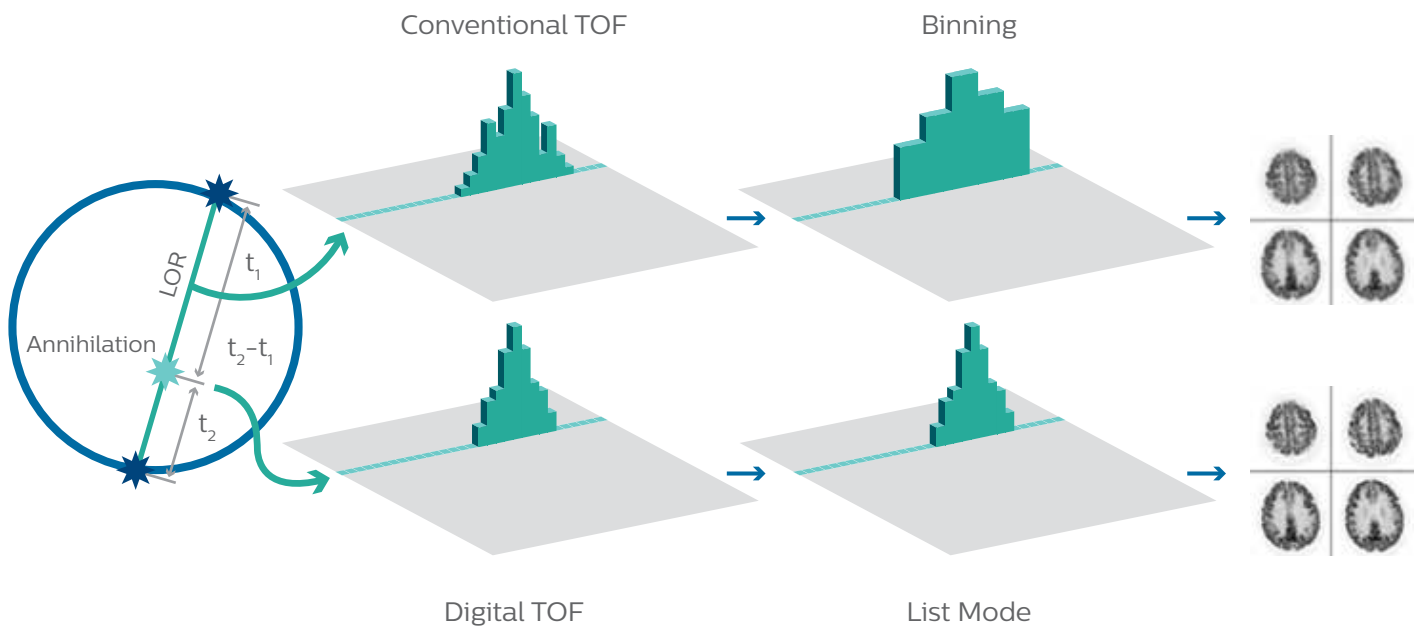 Conventional TOF
Binning
LOR
t₁
Annihilation
t₂-t₁
t₂
Digital TOF
List Mode